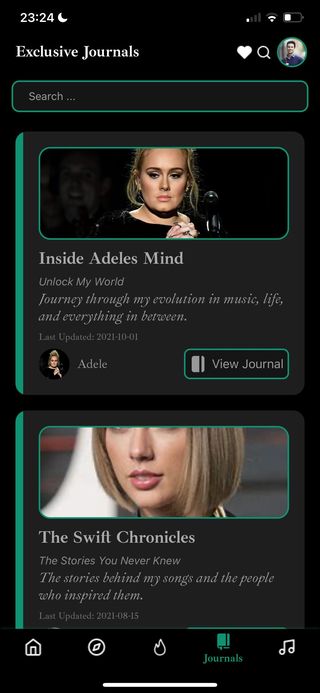 23:24
Exclusive Journals
Search ...
Inside Adeles Mind
Unlock My World
Journey through my evolution in music, life,
and everything in between.
Last Updated: 2021-10-01
Adele
View Journal
The Swift Chronicles
The Stories You Never Knew
The stories behind my songs and the people
who inspired them.
Last Updated: 2021-08-15
Journals